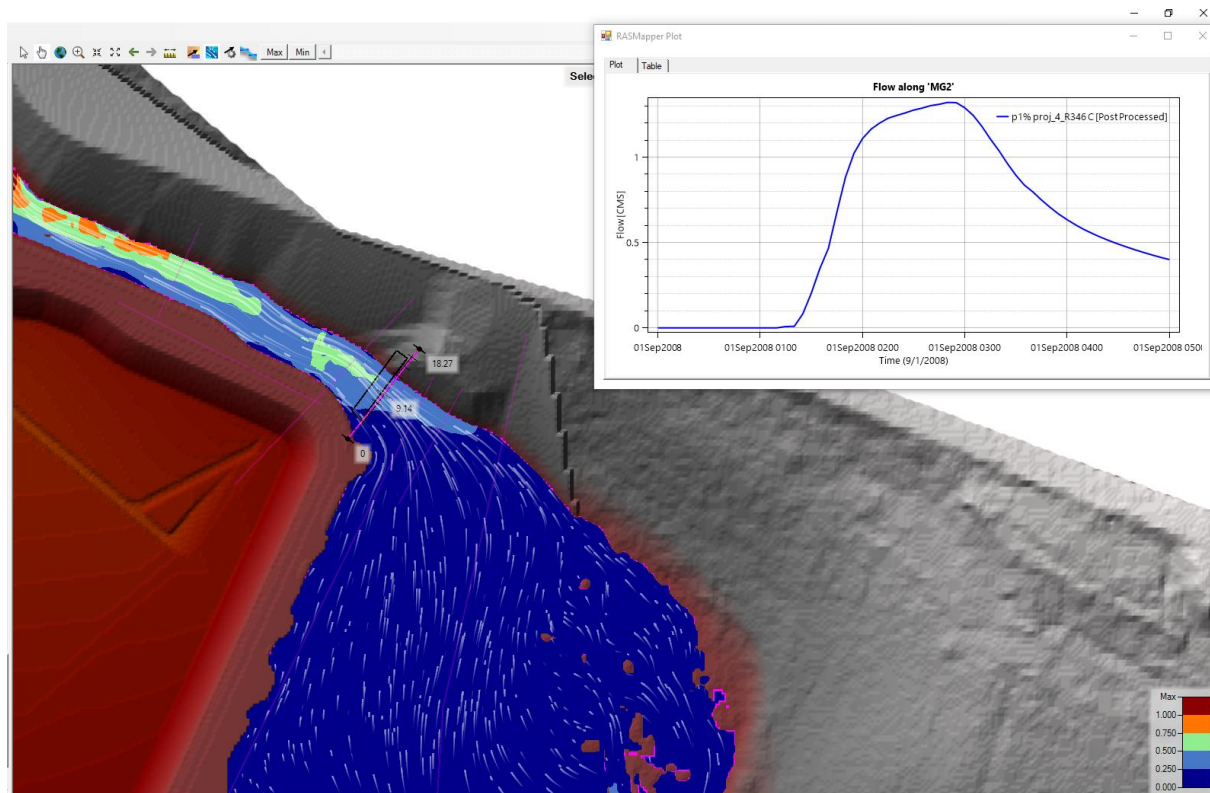 RASMapper Plot
Plot Table
Max Min
Selec
Flow along 'MG2'
p1% proj_4_R346 C [Post Processed]
Flow [CMS]
1
0.5
0
01Sep2008 01Sep2008 0100 01Sep2008 0200 01Sep2008 0300 01Sep2008 0400 01Sep2008 0500
Time (9/1/2008)
18.27
9.14
0
Max
1.000
0.750
0.500
0.250
0.000